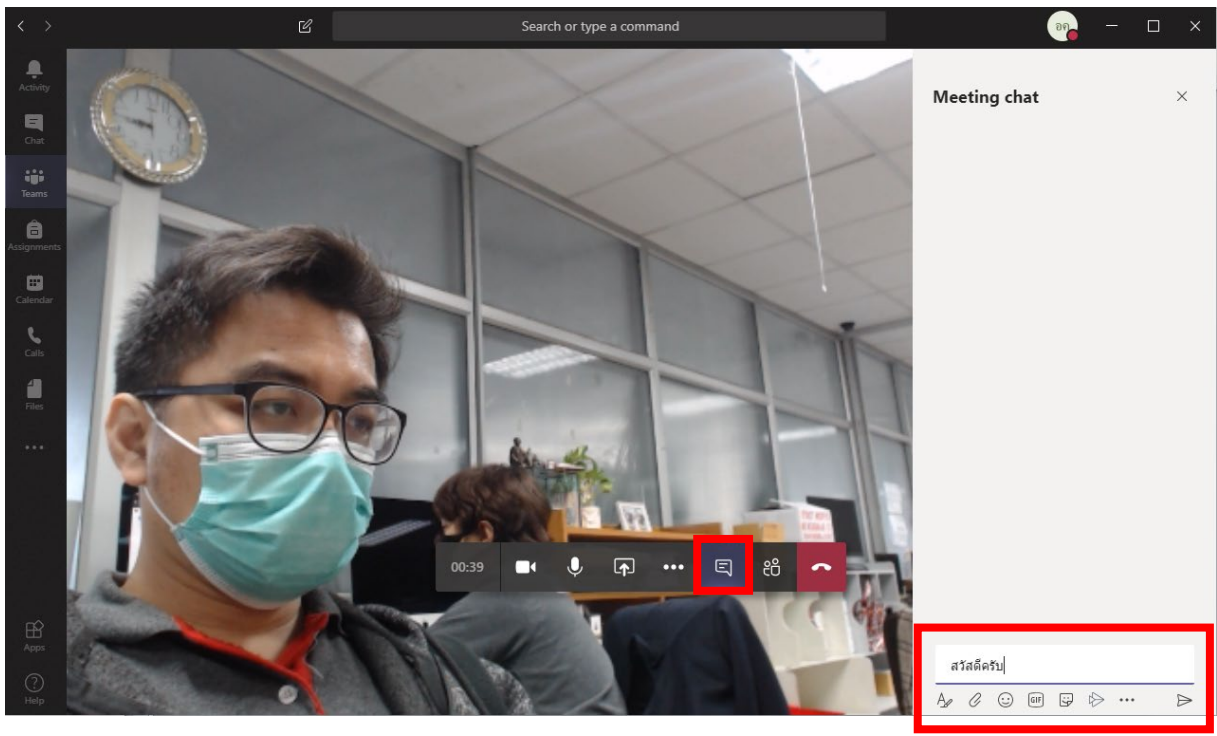 Search or type a command
อค
Activity
Chat
Teams
Assignments
Calendar
Calls
Files
Apps
Help
Meeting chat
00:39
สวัสดีครับ
GIF